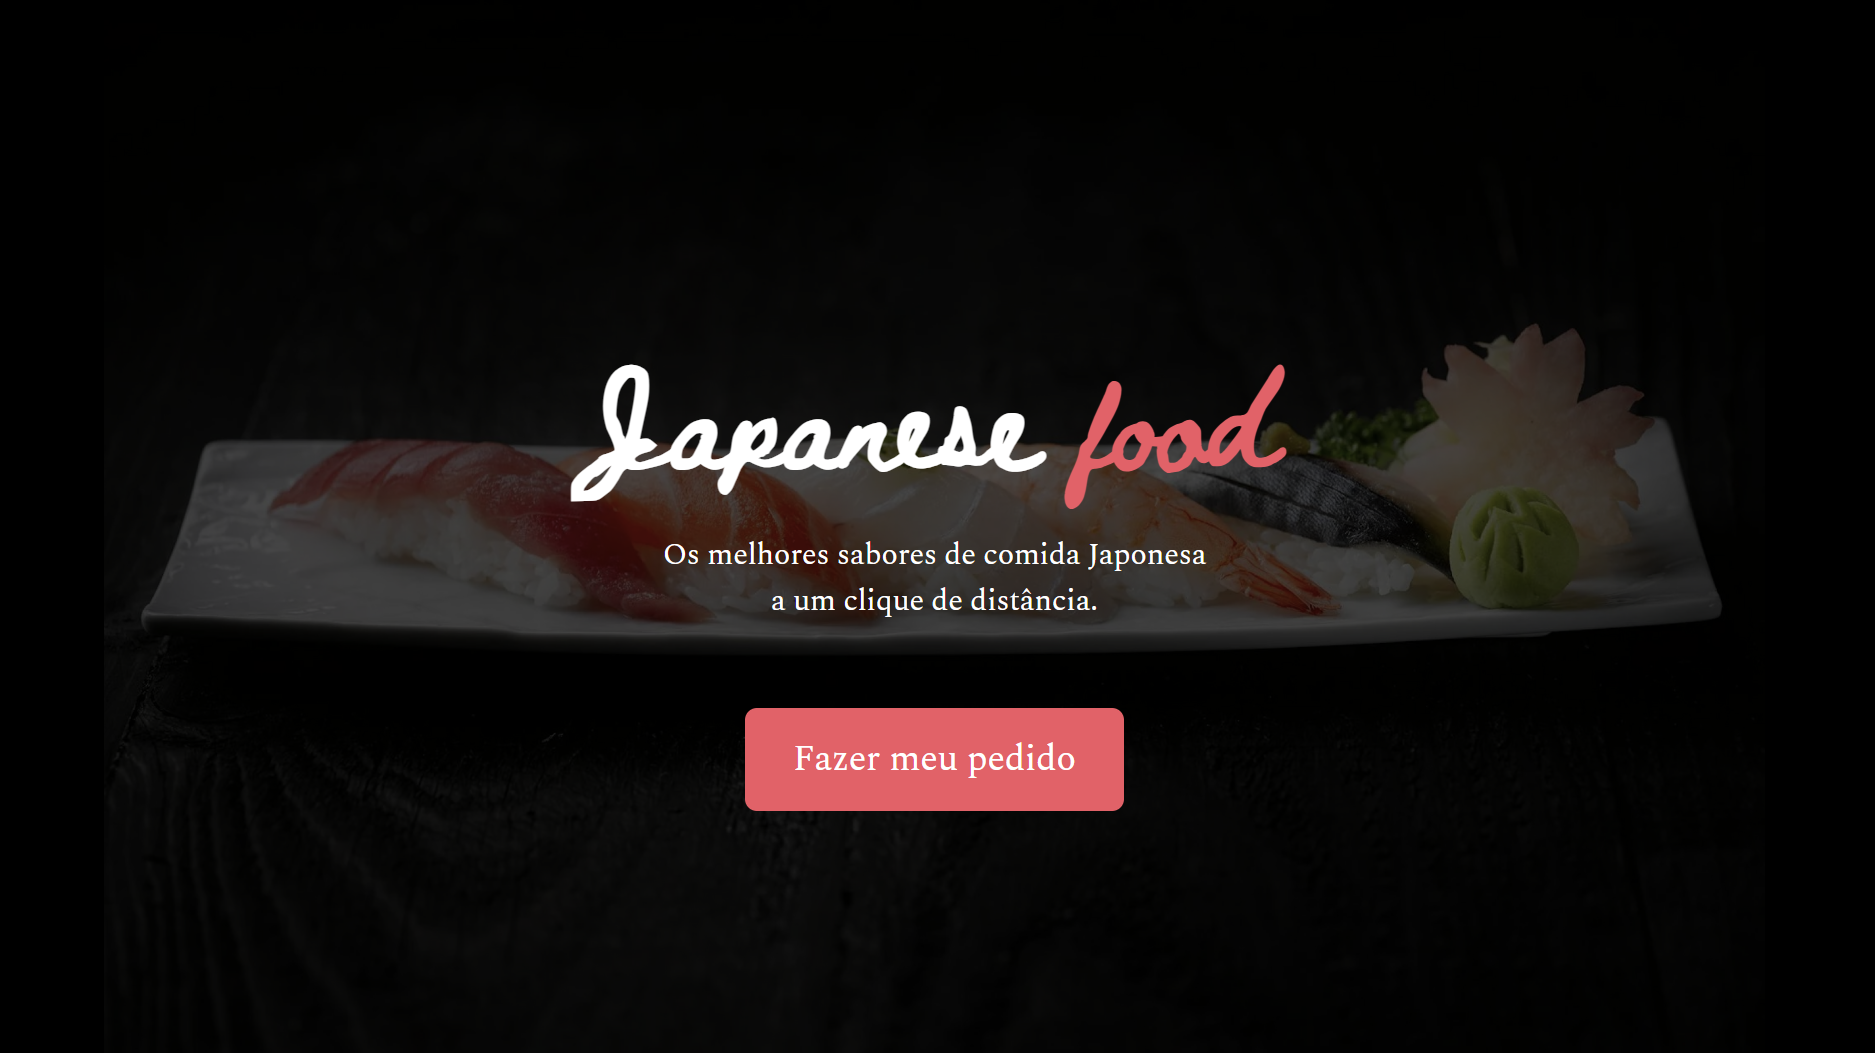 Japanese food
Os melhores sabores de comida Japonesa
a um clique de distância.
Fazer meu pedido